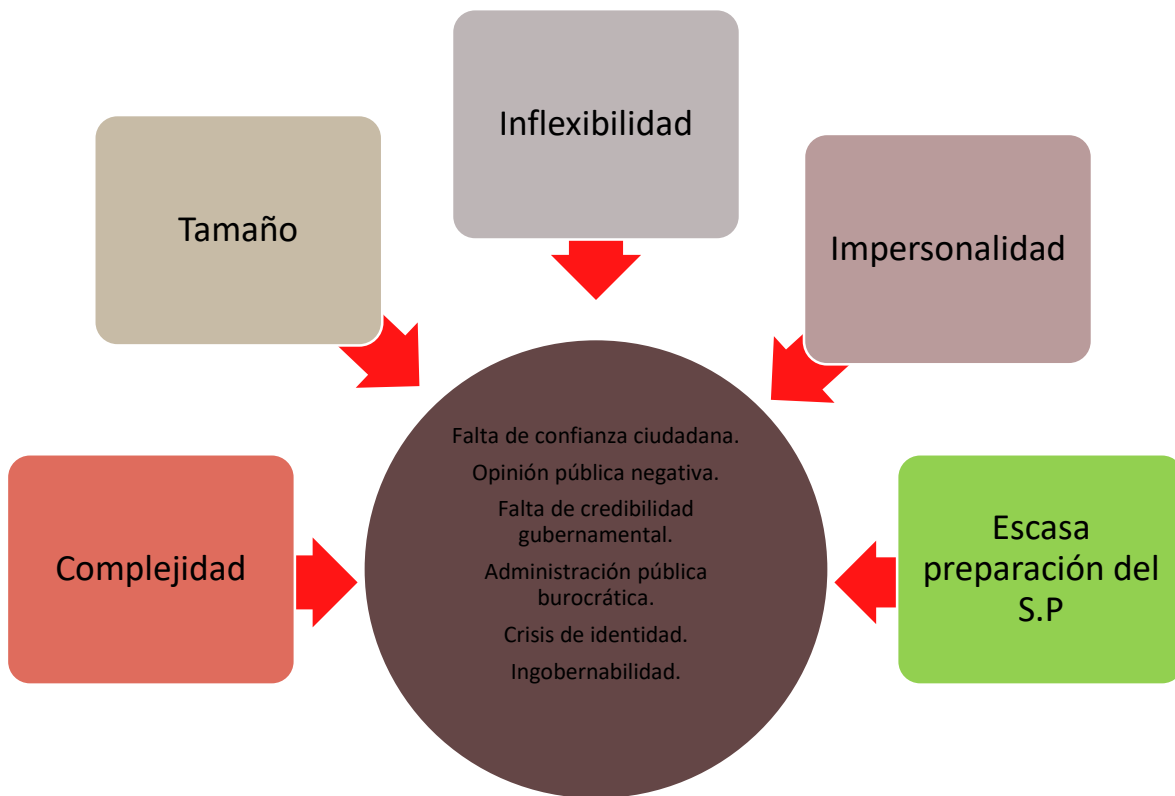 Inflexibilidad
Tamaño
Impersonalidad
Complejidad
Falta de confianza ciudadana.
Opinión pública negativa.
Falta de credibilidad
gubernamental.
Administración pública
burocrática.
Crisis de identidad.
Ingobernabilidad.
Escasa
preparación del
S.P